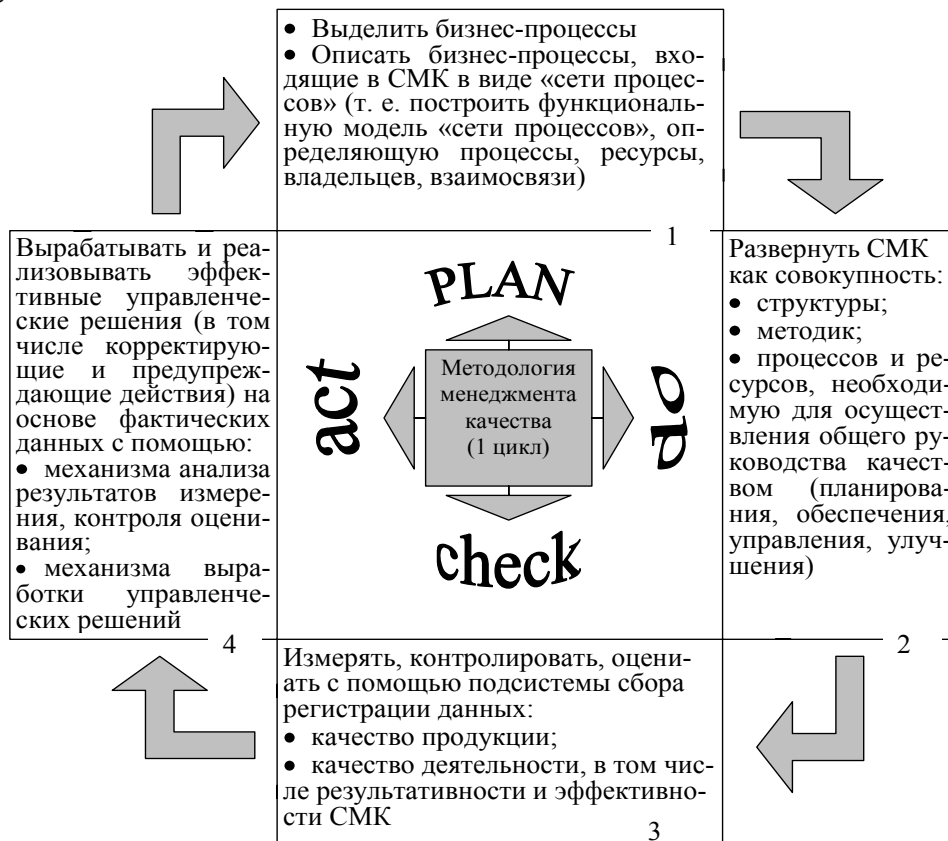 • Выделить бизнес-процессы
• Описать бизнес-процессы, вхо-
дящие в СМК в виде «сети процес-
сов» (т. е. построить функциональ-
ную модель «сети процессов», оп-
ределяющую процессы, ресурсы,
владельцев, взаимосвязи)
1
Развернуть СМК
как совокупность:
• структуры;
• методик;
• процессов и ре-
сурсов, необходи-
мую для осущест-
вления общего ру-
ководства качест-
вом (планирова-
ния, обеспечения,
управления, улуч-
шения)
2
Измерять, контролировать, оцени-
ать с помощью подсистемы сбора
регистрации данных:
• качество продукции;
• качество деятельности, в том чис-
ле результативности и эффективно-
сти СМК
3
Вырабатывать и реа-
лизовывать эффек-
тивные управленче-
ские решения (в том
числе корректирую-
щие и предупреж-
дающие действия) на
основе фактических
данных с помощью:
• механизма анализа
результатов измере-
ния, контроля оцени-
вания;
• механизма выра-
ботки управленче-
ских решений
4
PLAN
do
check
act
Методология
менеджмента
качества
(1 цикл)